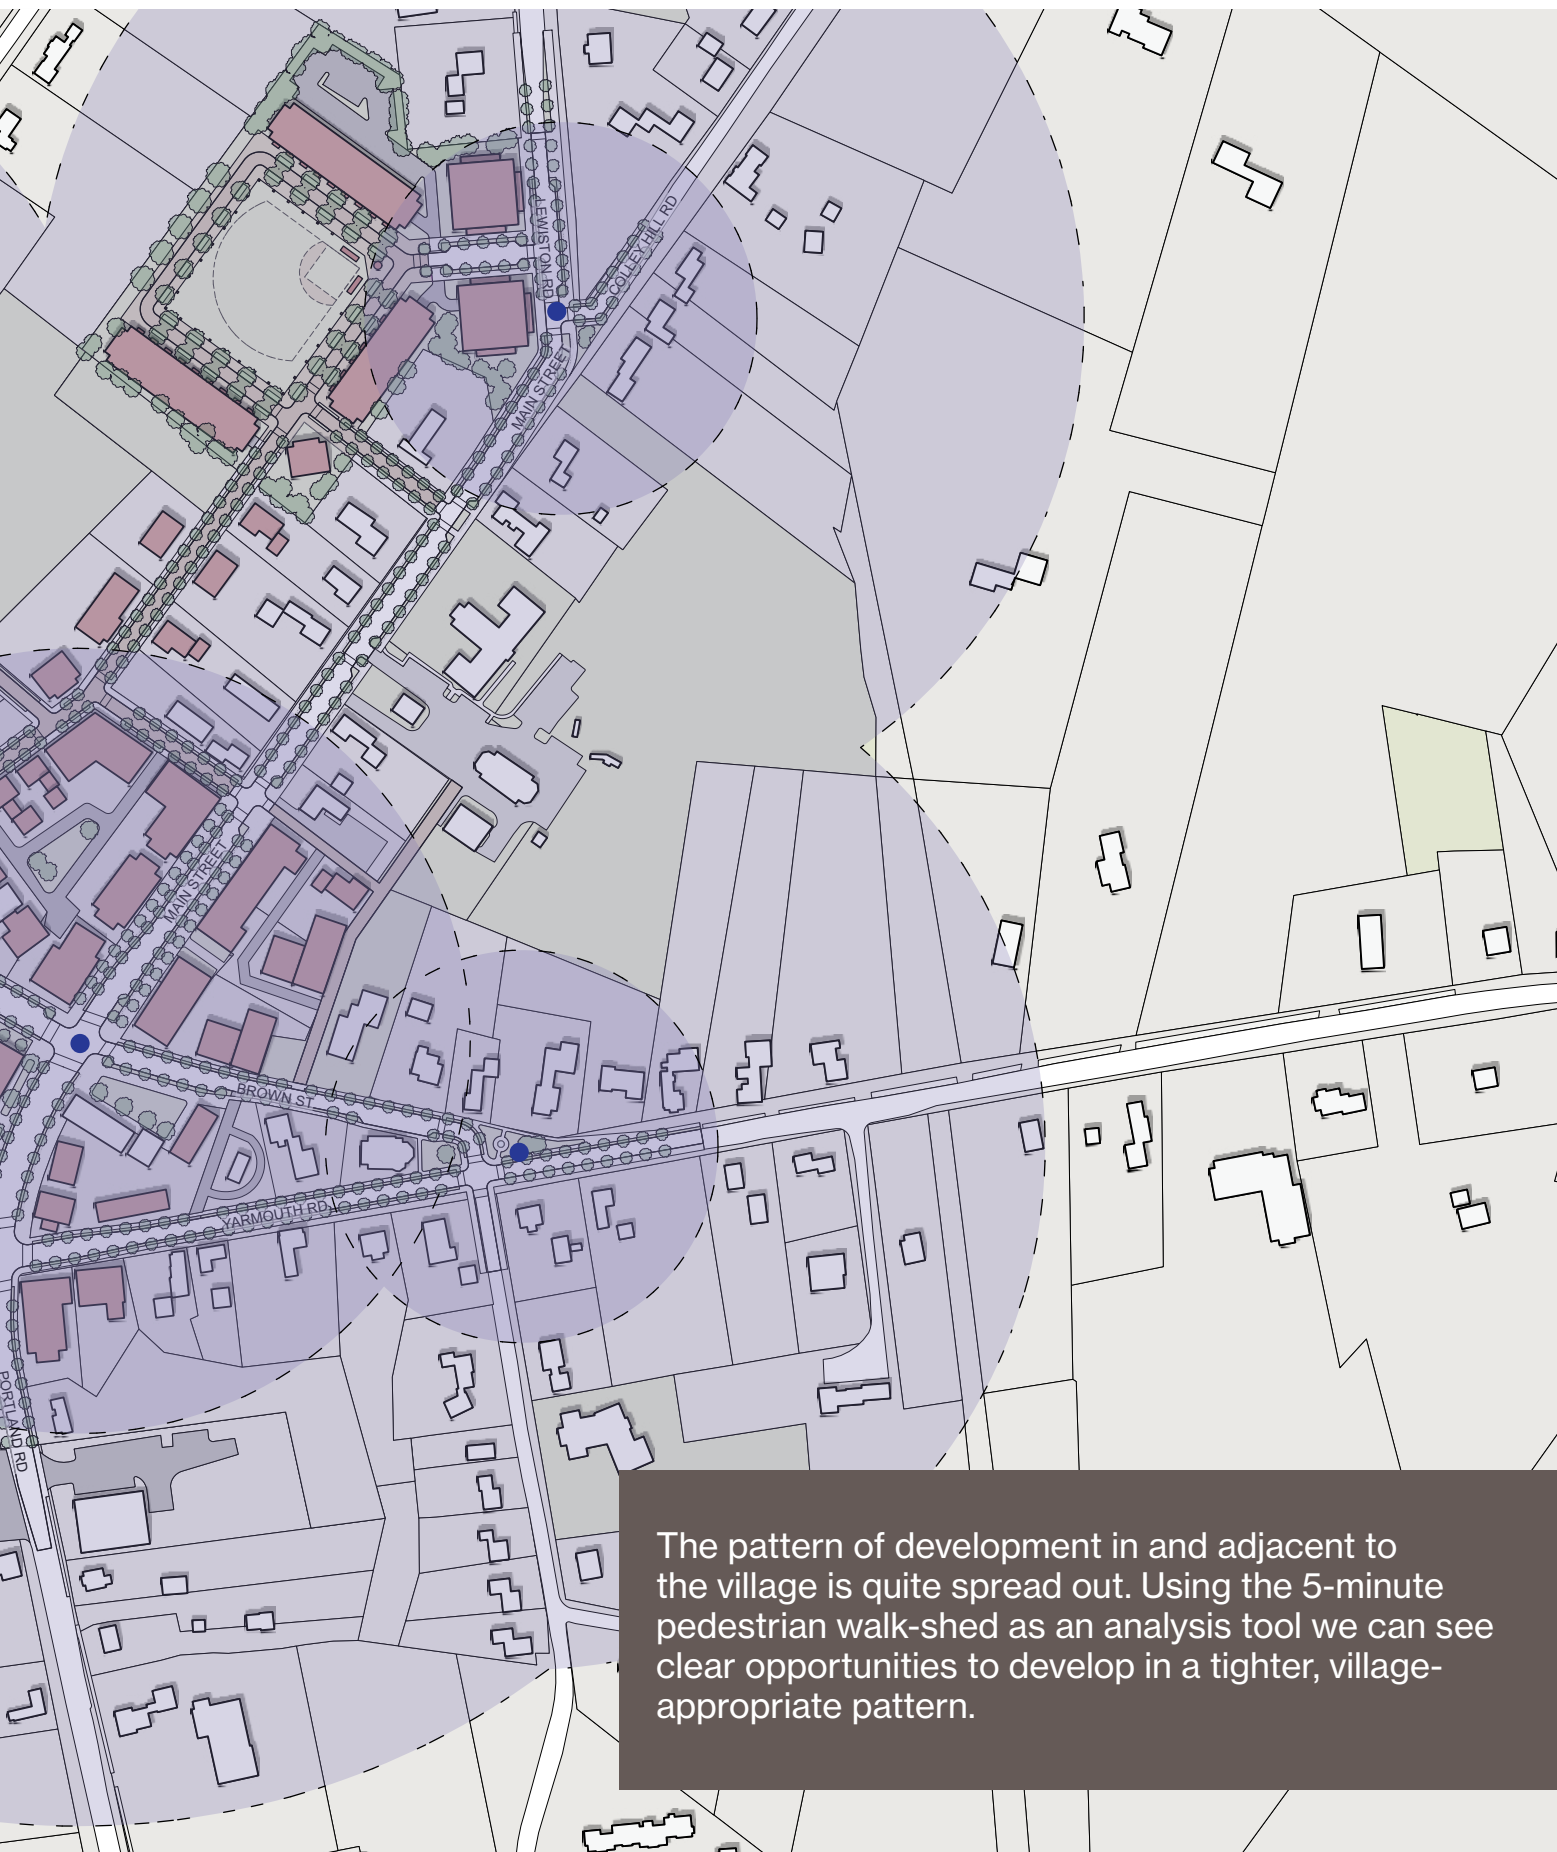 LEWISTON RD
COLLEY HILL RD
MAIN STREET
MAIN STREET
BROWN ST
YARMOUTH RD
PORTLAND RD
The pattern of development in and adjacent to
the village is quite spread out. Using the 5-minute
pedestrian walk-shed as an analysis tool we can see
clear opportunities to develop in a tighter, village-
appropriate pattern.